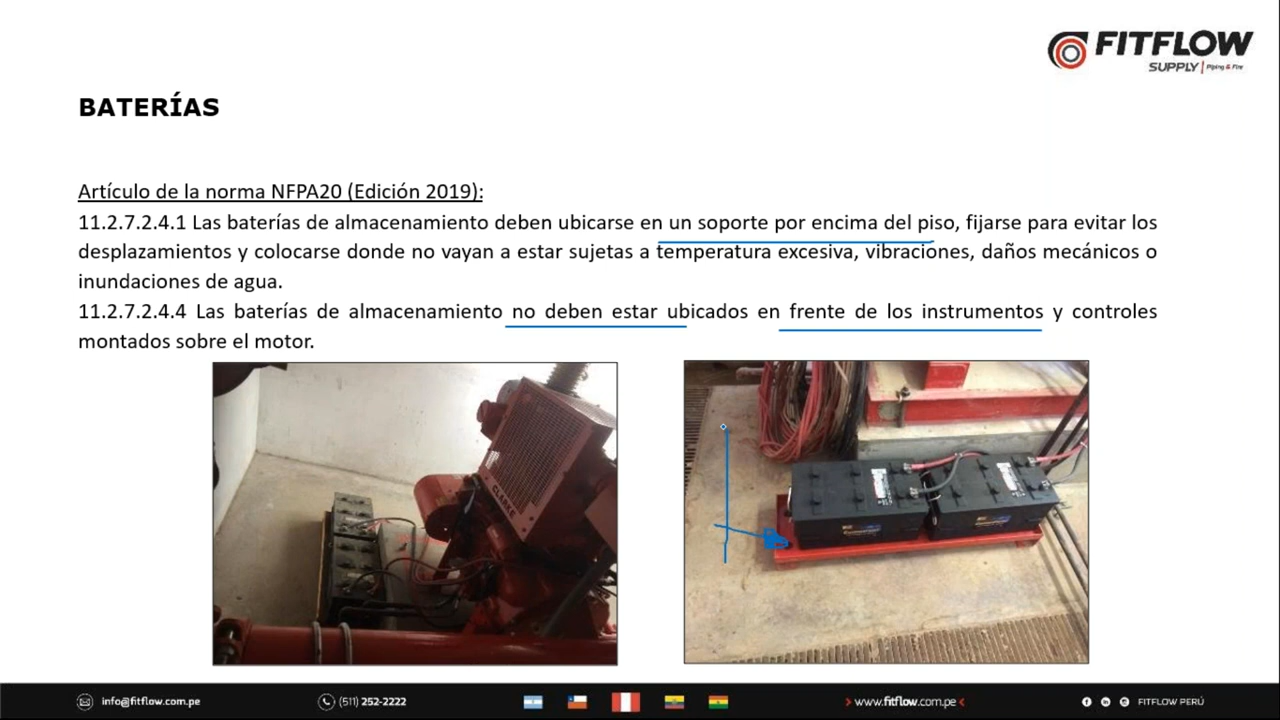 FITFLOW
SUPPLY | Piping & Fire
BATERÍAS
Artículo de la norma NFPA20 (Edición 2019):
11.2.7.2.4.1 Las baterías de almacenamiento deben ubicarse en un soporte por encima del piso, fijarse para evitar los
desplazamientos y colocarse donde no vayan a estar sujetas a temperatura excesiva, vibraciones, daños mecánicos o
inundaciones de agua.
11.2.7.2.4.4 Las baterías de almacenamiento no deben estar ubicados en frente de los instrumentos y controles
montados sobre el motor.
CLARKE
info@fitflow.com.pe
(511) 252-2222
www.fitflow.com.pe
FITFLOW PERÚ